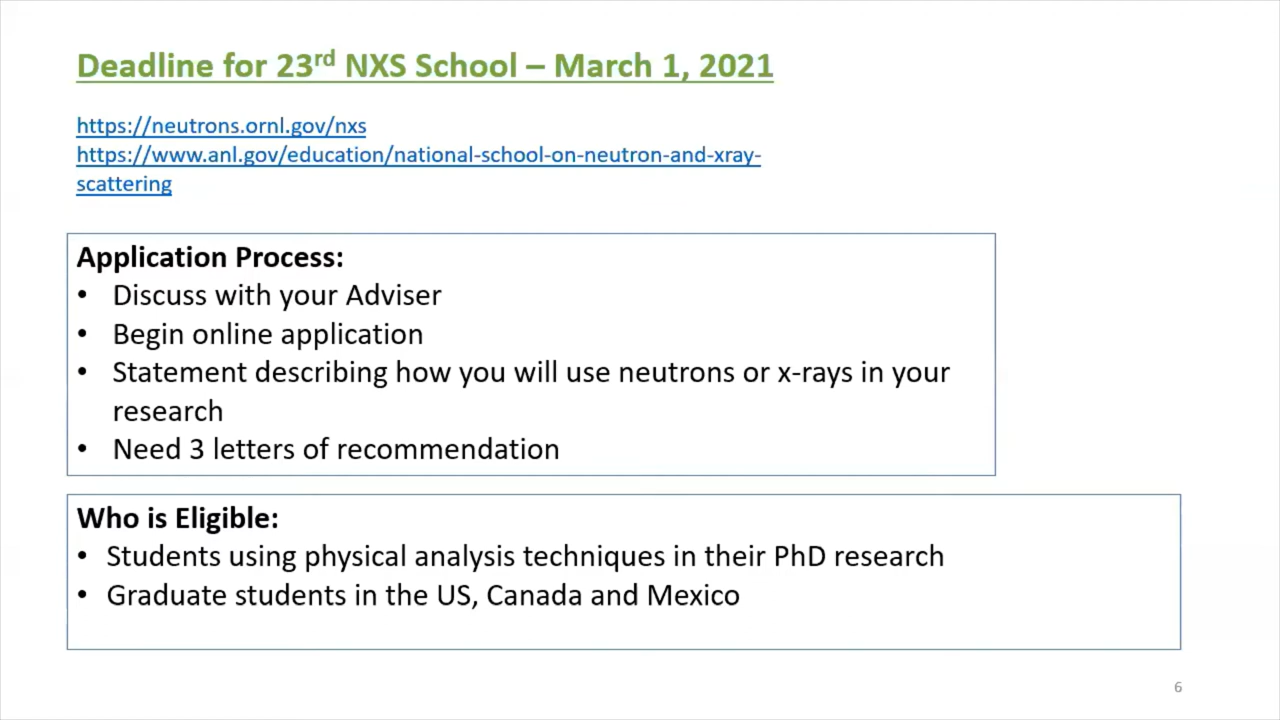 Deadline for 23rd NXS School – March 1, 2021
https://neutrons.ornl.gov/nxs
https://www.anl.gov/education/national-school-on-neutron-and-xray-
scattering
Application Process:
• Discuss with your Adviser
• Begin online application
• Statement describing how you will use neutrons or x-rays in your
research
• Need 3 letters of recommendation
Who is Eligible:
• Students using physical analysis techniques in their PhD research
• Graduate students in the US, Canada and Mexico
6